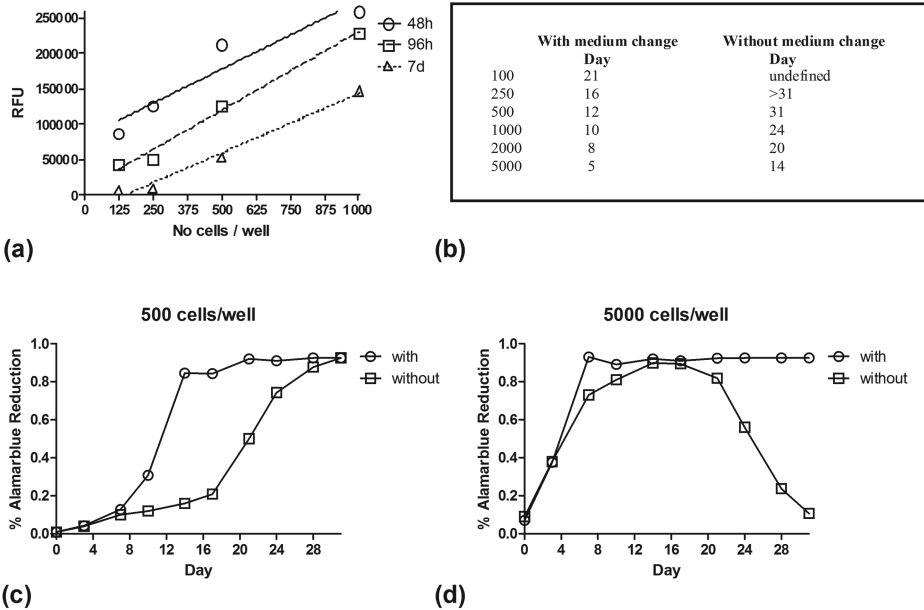 2500000
2000000
1500000
1000000
500000
0
RFU
0 125 250 375 500 625 750 875 1000
No cells / well
48h
96h
7d
(a)
With medium change Without medium change
Day Day
100 21 undefined
250 16 >31
500 12 31
1000 10 24
2000 8 20
5000 5 14
(b)
500 cells/well
1.0
0.8
0.6
0.4
0.2
0.0
% Alamarblue Reduction
0 4 8 12 16 20 24 28
Day
with
without
(c)
5000 cells/well
1.0
0.8
0.6
0.4
0.2
0.0
% Alamarblue Reduction
0 4 8 12 16 20 24 28
Day
with
without
(d)